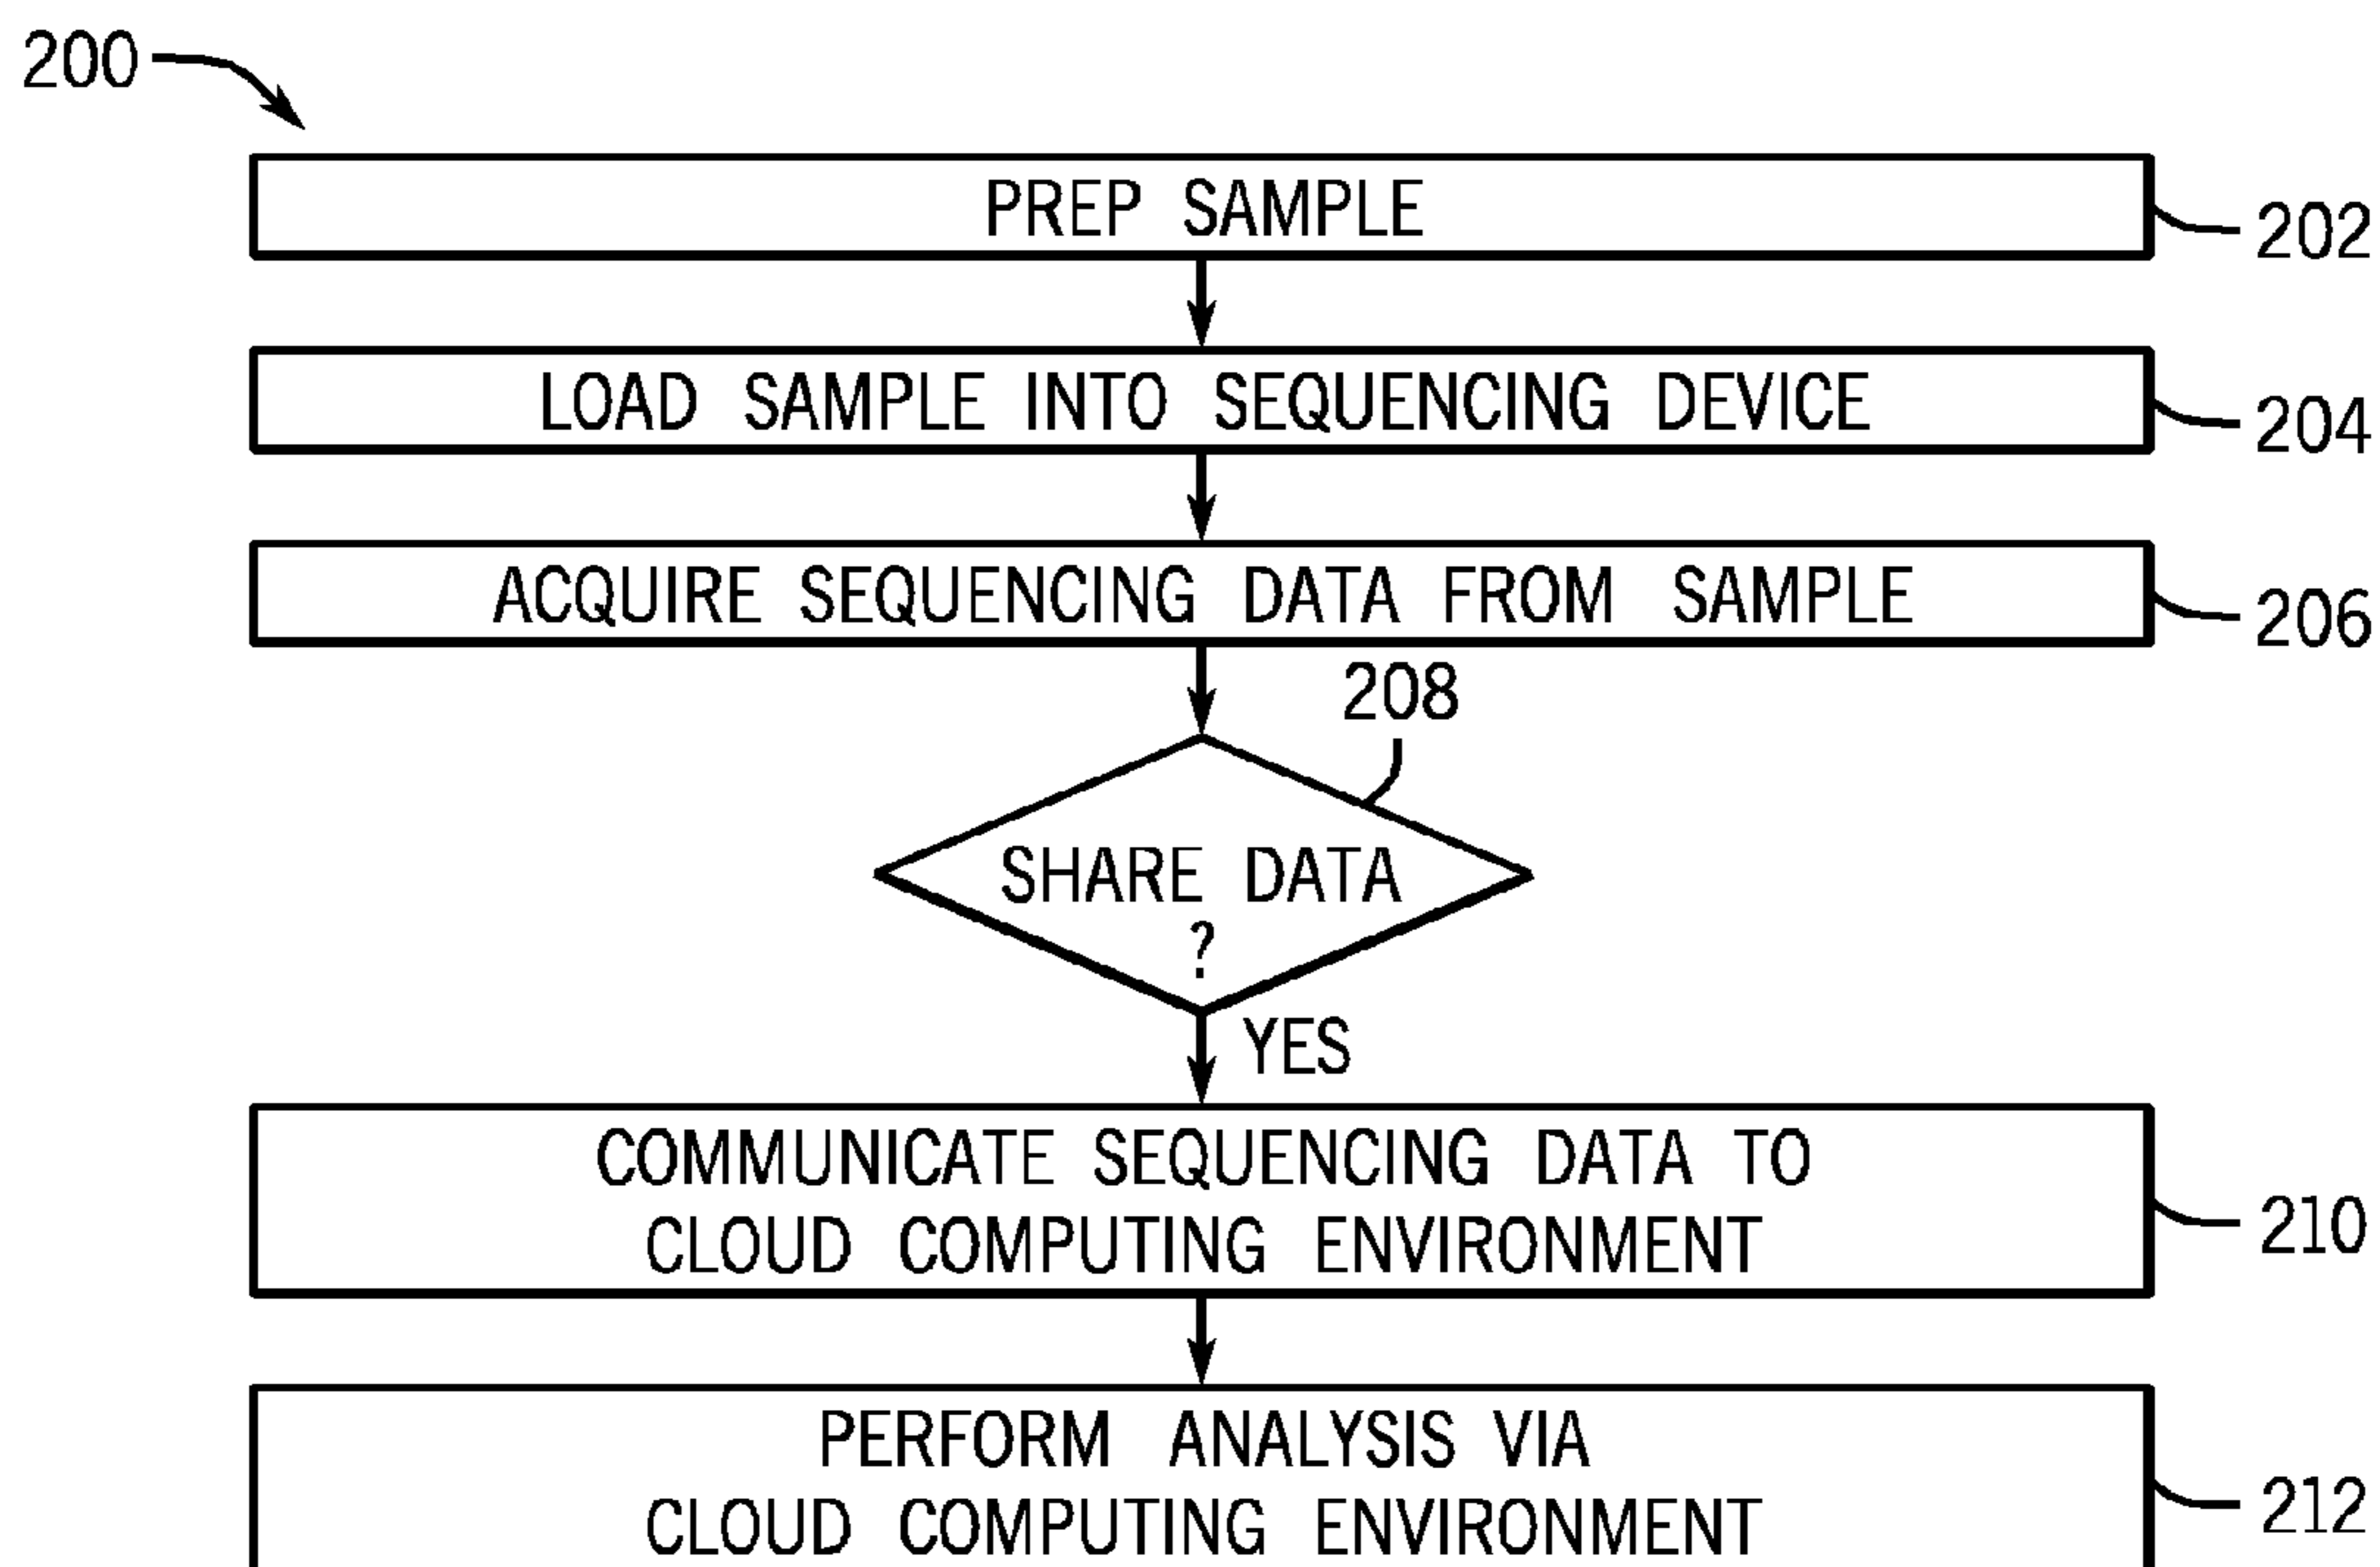 200
PREP SAMPLE
202
LOAD SAMPLE INTO SEQUENCING DEVICE
204
ACQUIRE SEQUENCING DATA FROM SAMPLE
206
208
SHARE DATA
?
YES
COMMUNICATE SEQUENCING DATA TO
CLOUD COMPUTING ENVIRONMENT
210
PERFORM ANALYSIS VIA
CLOUD COMPUTING ENVIRONMENT
212